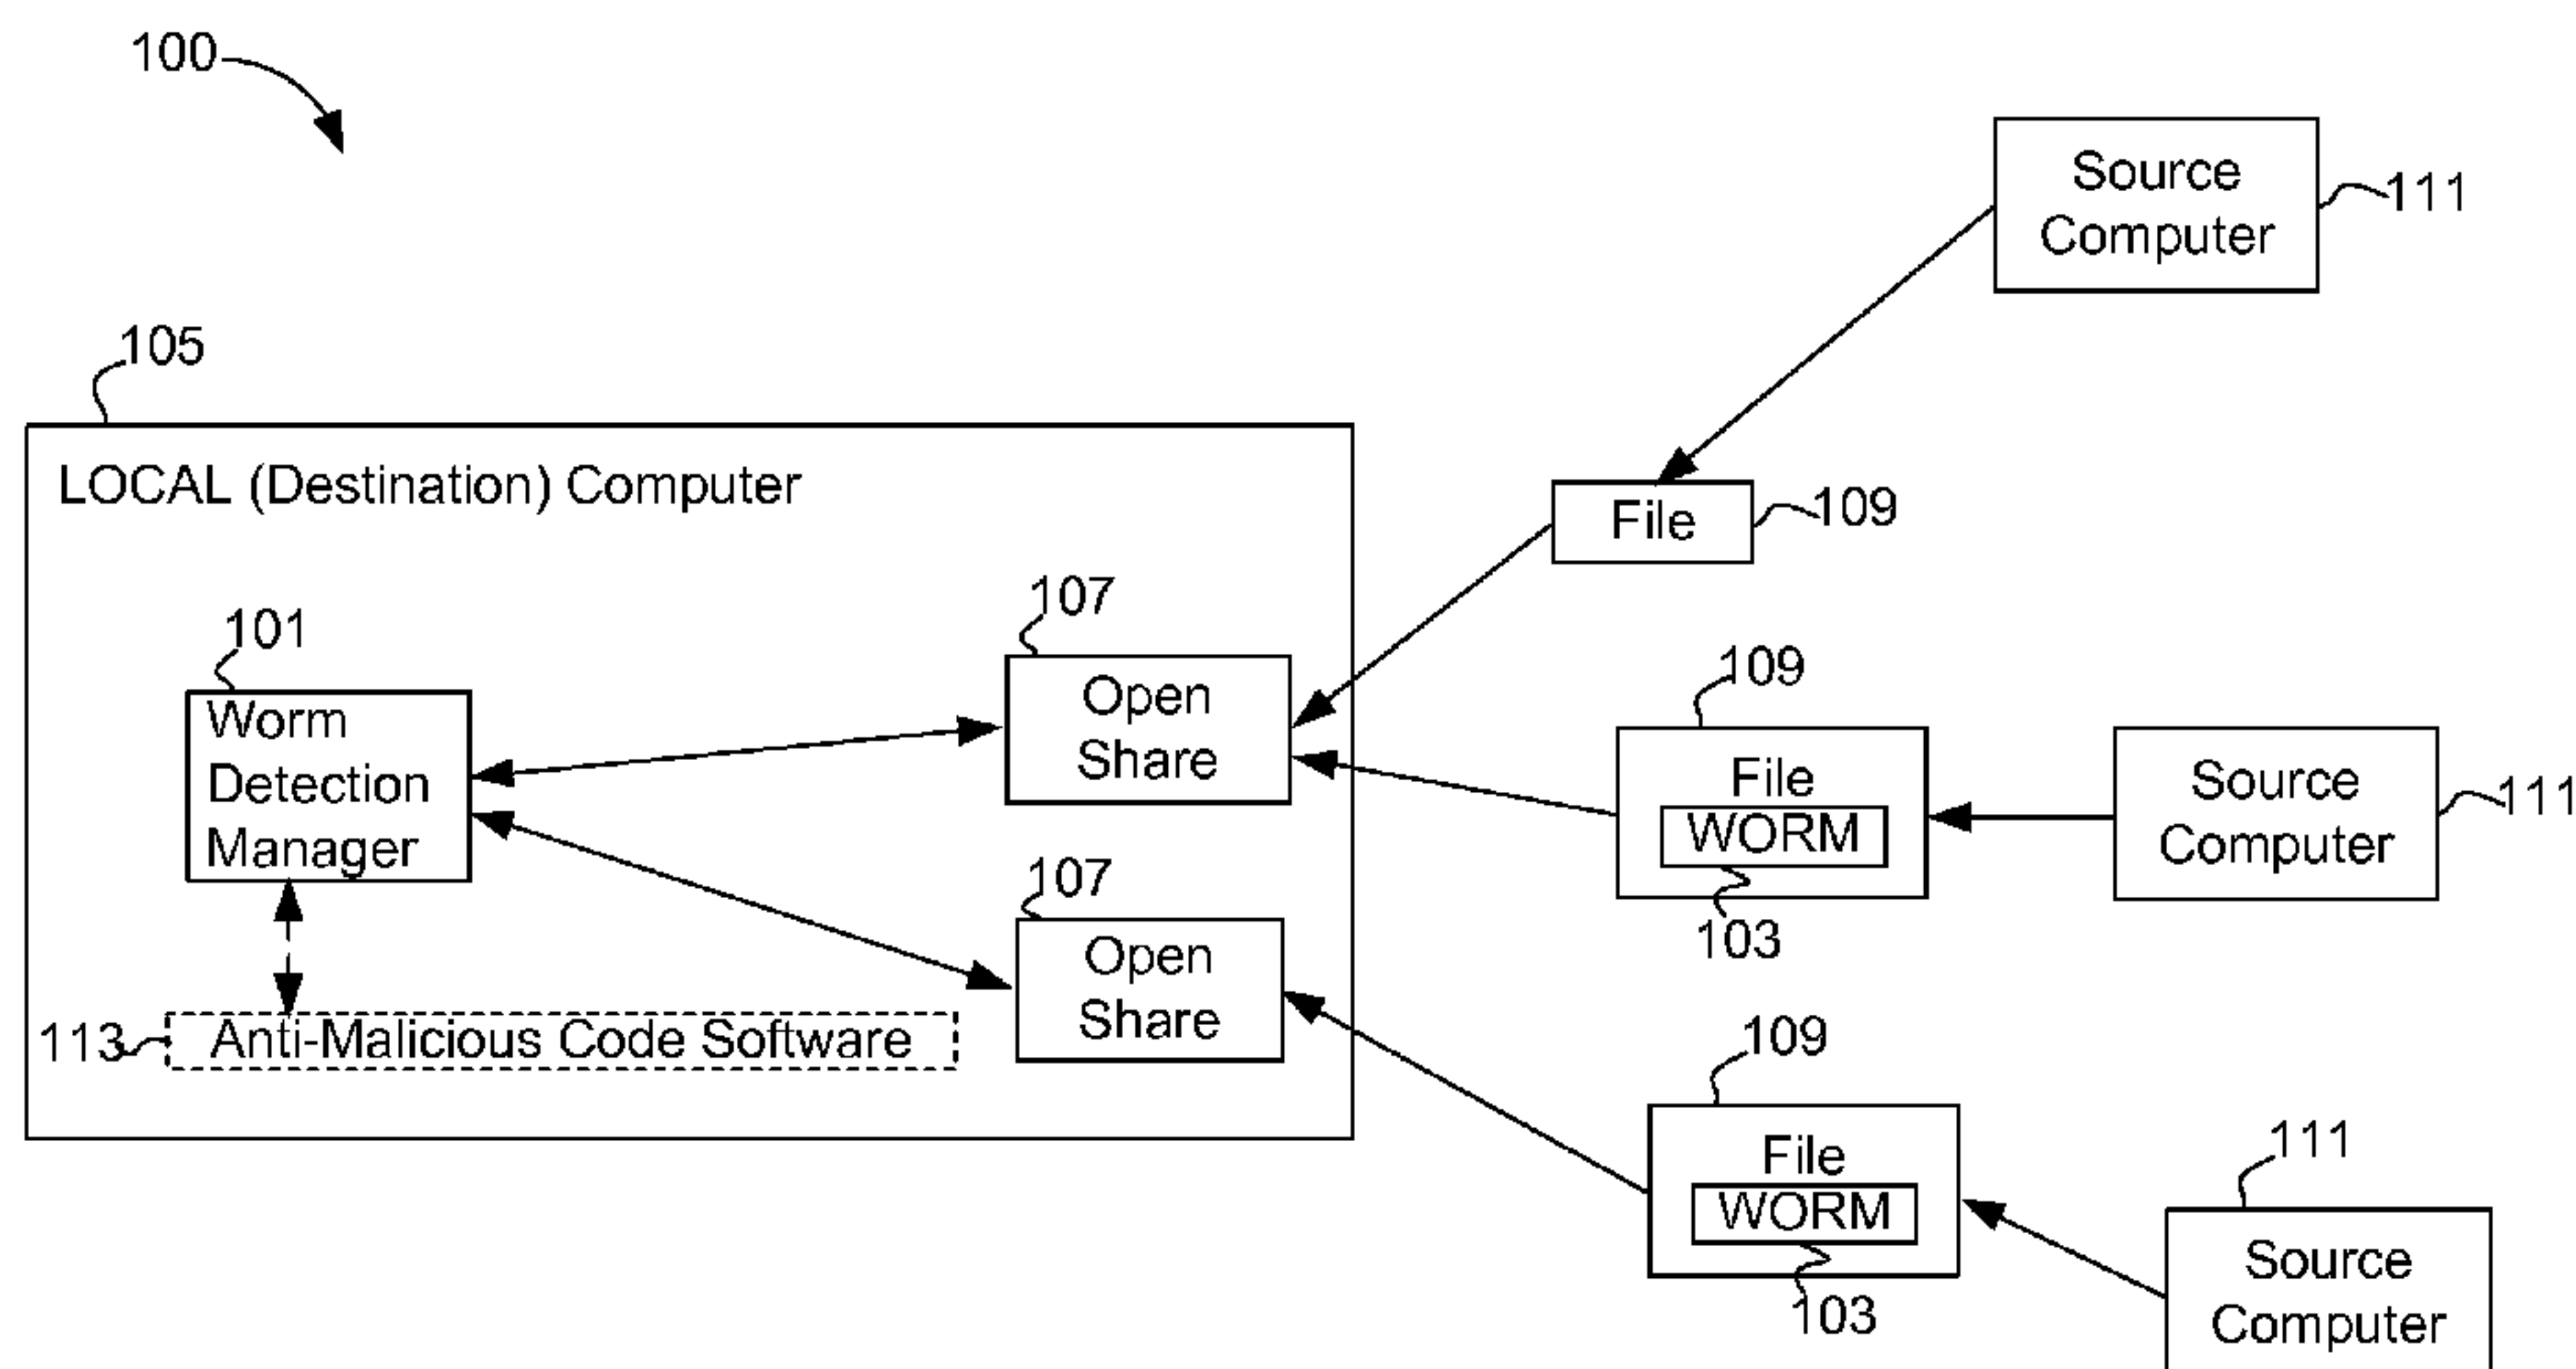 100
Source
Computer
111
105
LOCAL (Destination) Computer
File
109
107
101
Open
Share
Worm
Detection
Manager
109
File
WORM
103
Source
Computer
111
107
Open
Share
113
Anti-Malicious Code Software
109
File
WORM
103
111
Source
Computer